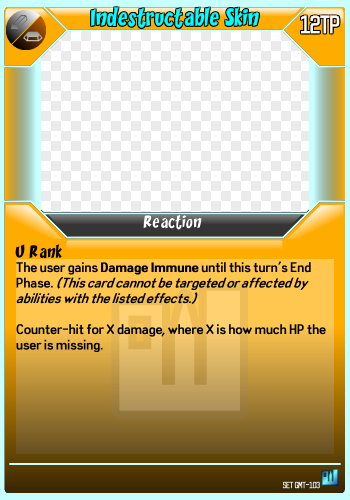 Indestructable Skin
12TP
Reaction
U Rank
The user gains Damage Immune until this turn's End
Phase. (This card cannot be targeted or affected by
abilities with the listed effects.)
Counter-hit for X damage, where X is how much HP the
user is missing.
SET GMT-103